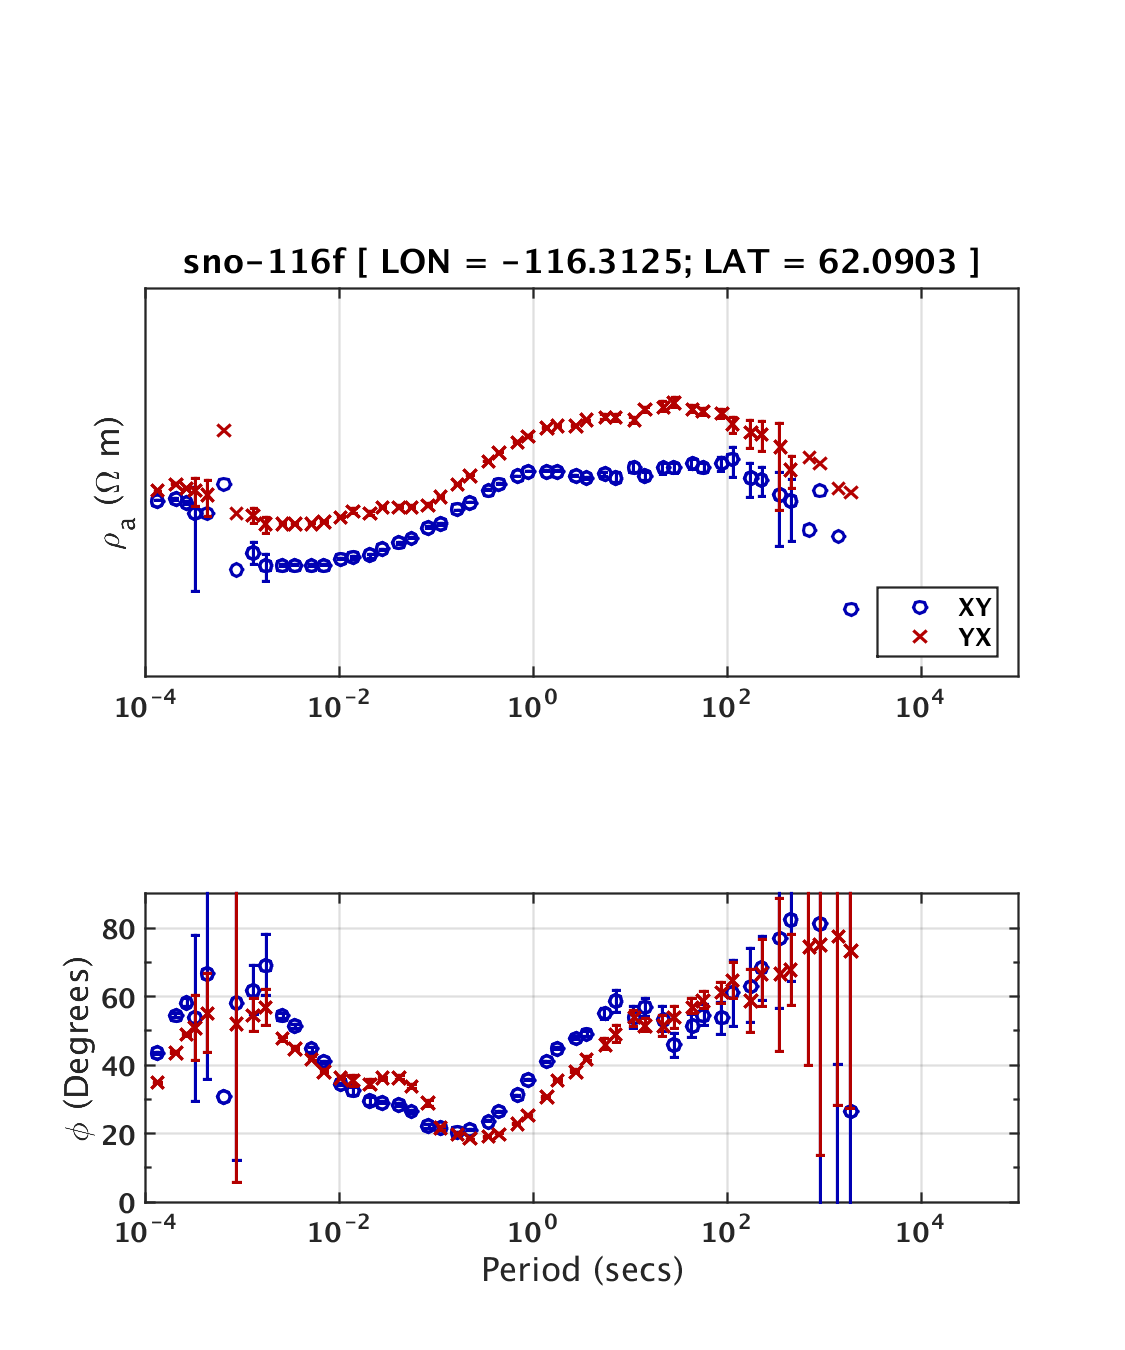 sno-116f [ LON = -116.3125; LAT = 62.0903 ]
ρa (Ω m)
XY
YX
10^-4 10^-2 10^0 10^2 10^4
φ (Degrees)
80
60
40
20
0
10^-4 10^-2 10^0 10^2 10^4
Period (secs)